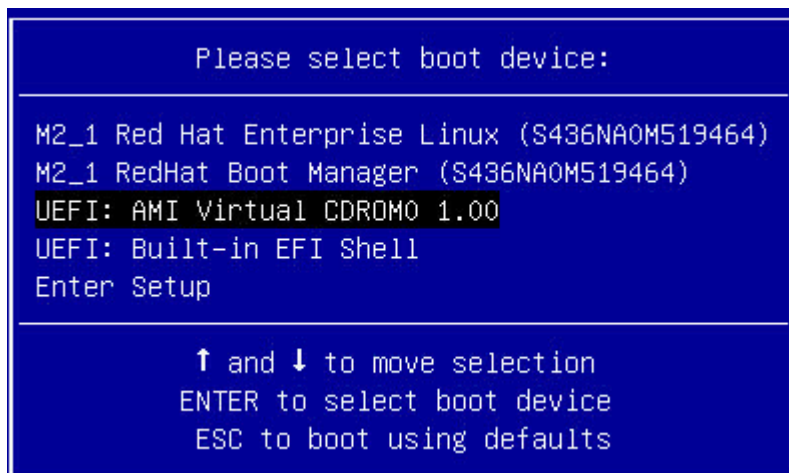 Please select boot device:
M2_1 Red Hat Enterprise Linux (S436NA0M519464)
M2_1 RedHat Boot Manager (S436NA0M519464)
UEFI: AMI Virtual CDROM0 1.00
UEFI: Built-in EFI Shell
Enter Setup
↑ and ↓ to move selection
ENTER to select boot device
ESC to boot using defaults